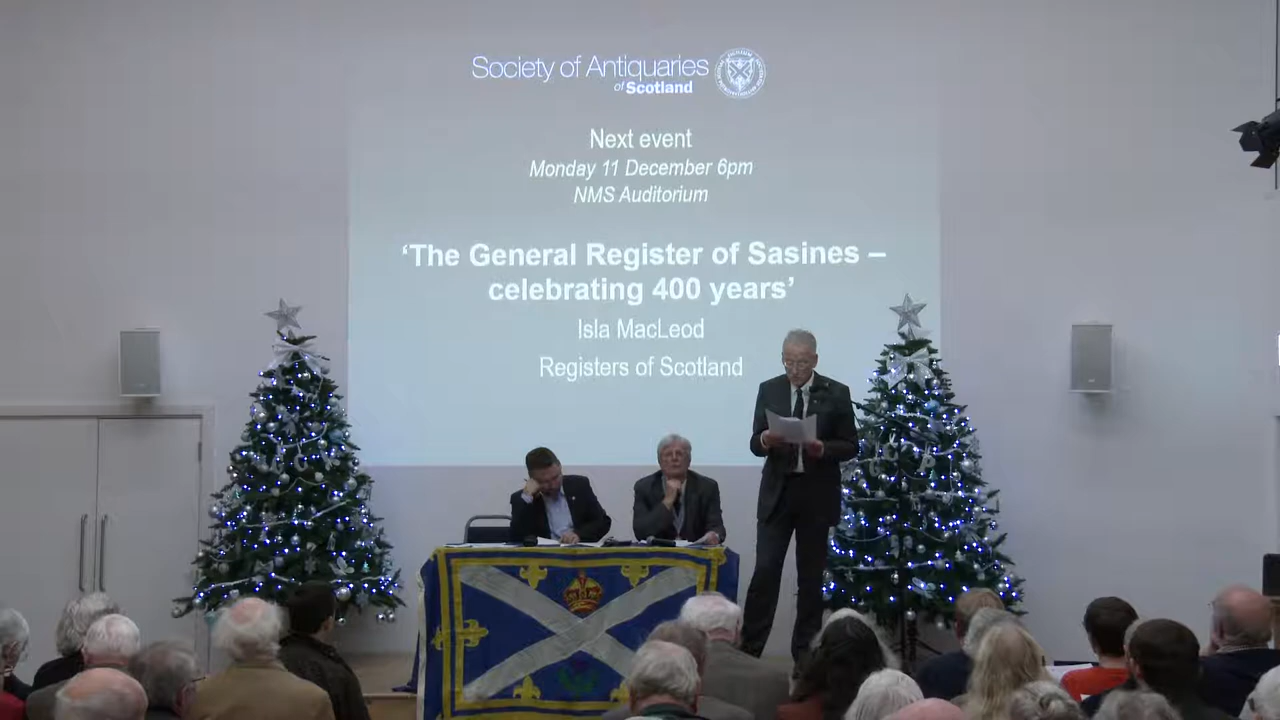 Society of Antiquaries
of Scotland
Next event
Monday 11 December 6pm
NMS Auditorium
‘The General Register of Sasines –
celebrating 400 years’
Isla MacLeod
Registers of Scotland